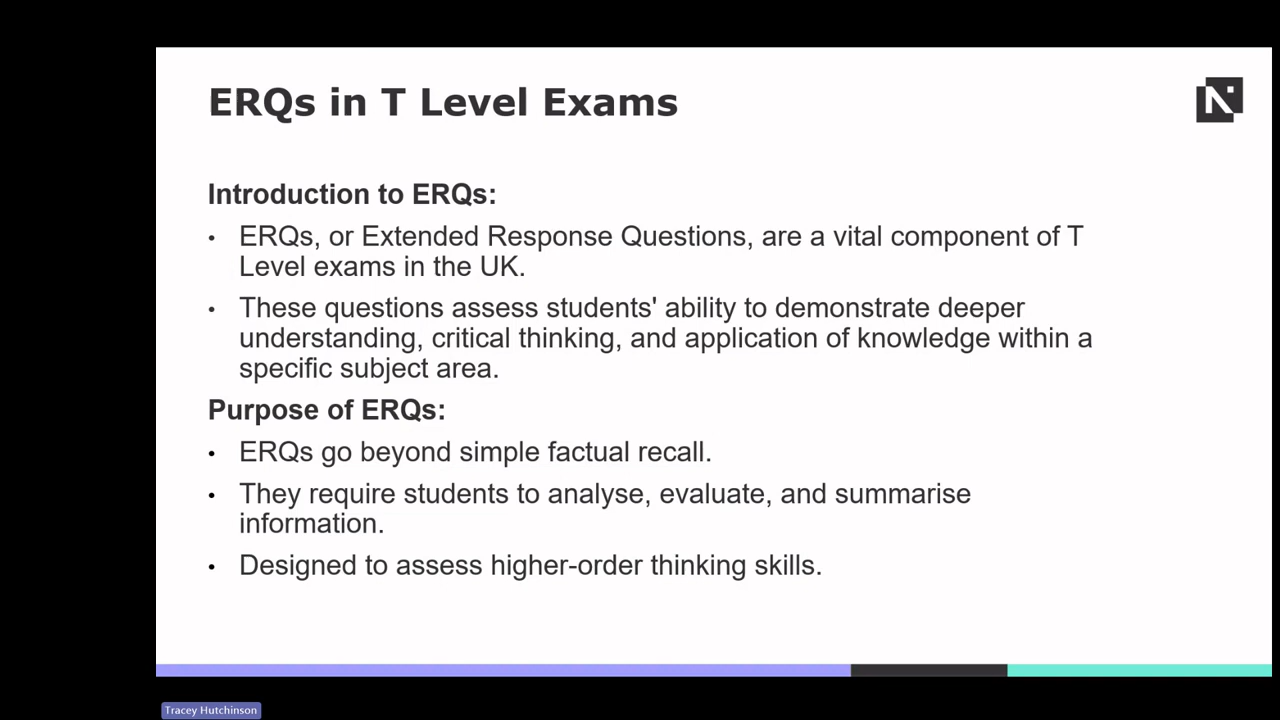 ERQs in T Level Exams
Introduction to ERQs:
• ERQs, or Extended Response Questions, are a vital component of T
Level exams in the UK.
• These questions assess students' ability to demonstrate deeper
understanding, critical thinking, and application of knowledge within a
specific subject area.
Purpose of ERQs:
• ERQs go beyond simple factual recall.
• They require students to analyse, evaluate, and summarise
information.
• Designed to assess higher-order thinking skills.
Tracey Hutchinson